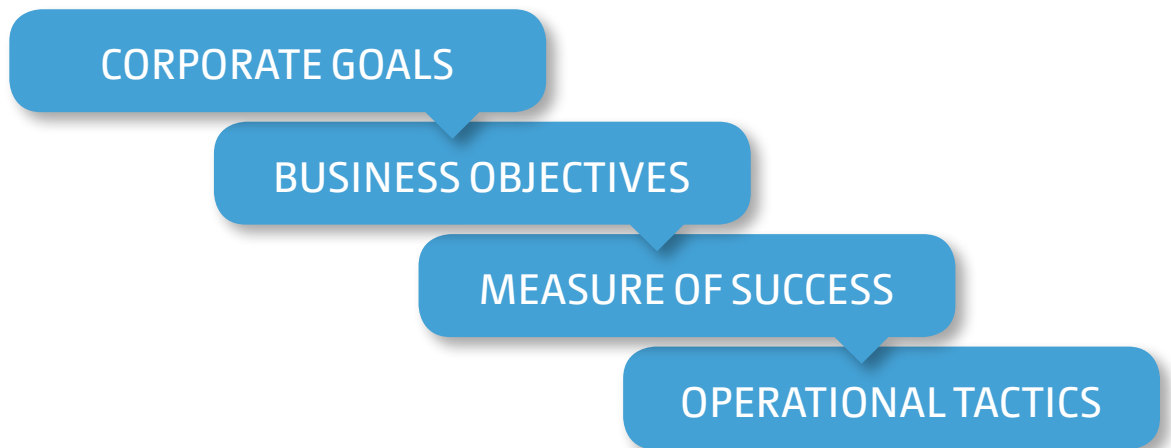 CORPORATE GOALS
BUSINESS OBJECTIVES
MEASURE OF SUCCESS
OPERATIONAL TACTICS